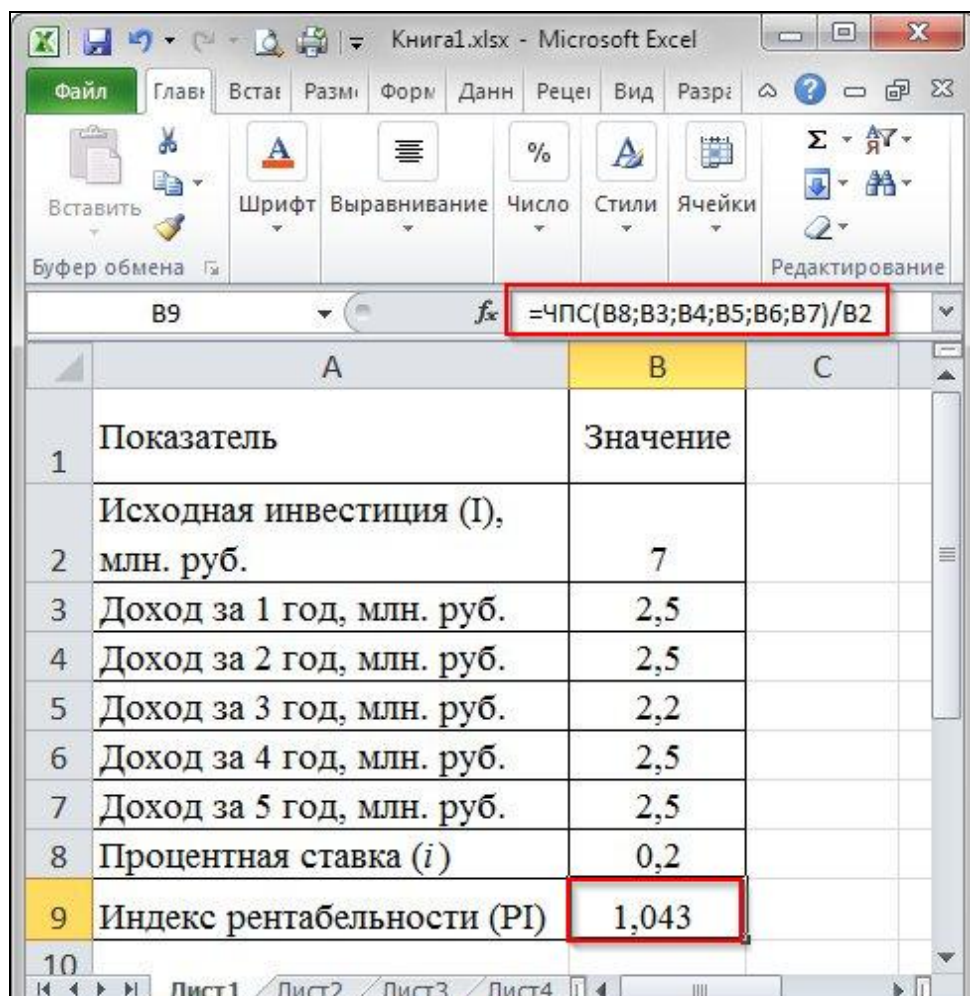 Книга1.xlsx - Microsoft Excel
Файл Главн Встав Разме Форм Данн Рецен Вид Разра
Вставить Шрифт Выравнивание Число Стили Ячейки
Буфер обмена Редактирование
B9 fx =ЧПС(B8;B3;B4;B5;B6;B7)/B2
A B C
1 Показатель Значение
Исходная инвестиция (I),
2 млн. руб. 7
3 Доход за 1 год, млн. руб. 2,5
4 Доход за 2 год, млн. руб. 2,5
5 Доход за 3 год, млн. руб. 2,2
6 Доход за 4 год, млн. руб. 2,5
7 Доход за 5 год, млн. руб. 2,5
8 Процентная ставка (i) 0,2
9 Индекс рентабельности (PI) 1,043
10
Лист1 Лист2 Лист3 Лист4